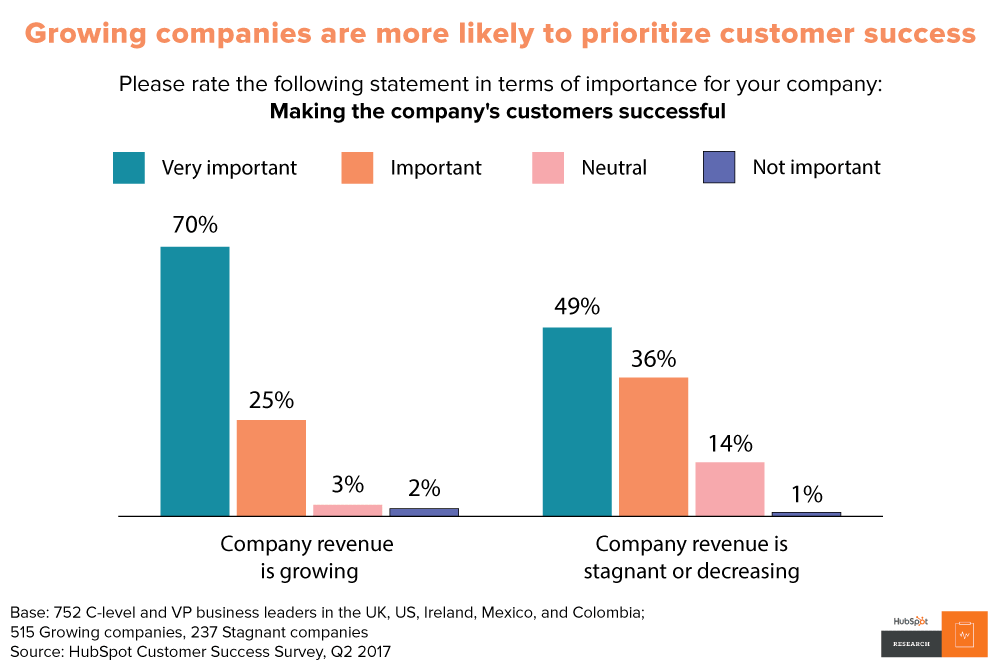 Growing companies are more likely to prioritize customer success
Please rate the following statement in terms of importance for your company:
Making the company's customers successful
Very important
Important
Neutral
Not important
70%
25%
3%
2%
49%
36%
14%
1%
Company revenue
is growing
Company revenue is
stagnant or decreasing
Base: 752 C-level and VP business leaders in the UK, US, Ireland, Mexico, and Colombia;
515 Growing companies, 237 Stagnant companies
Source: HubSpot Customer Success Survey, Q2 2017
HubSpot
RESEARCH